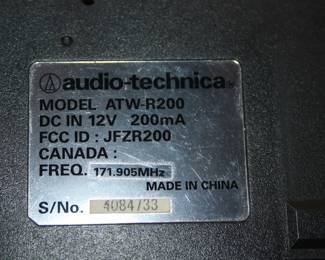 audio-technica®
MODEL ATW-R200
DC IN 12V 200mA
FCC ID : JFZR200
CANADA :
FREQ. 171.905MHz
MADE IN CHINA
S/No. 4084733